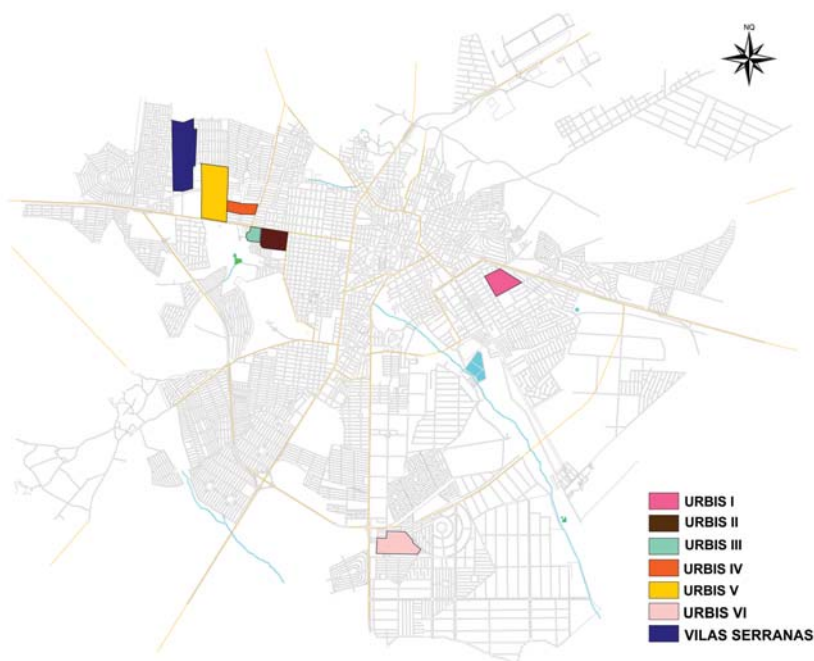 NQ
URBIS I
URBIS II
URBIS III
URBIS IV
URBIS V
URBIS VI
VILAS SERRANAS